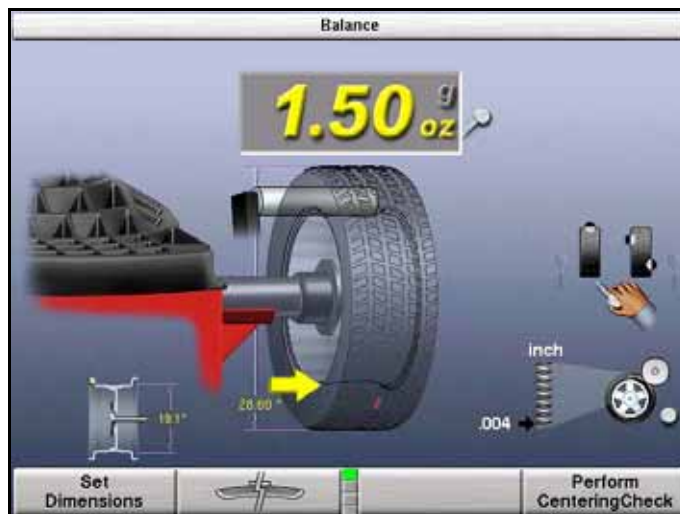 Balance
g
1.50 oz
inch
.004
28.60 "
19.1"
Set
Dimensions
Perform
CenteringCheck